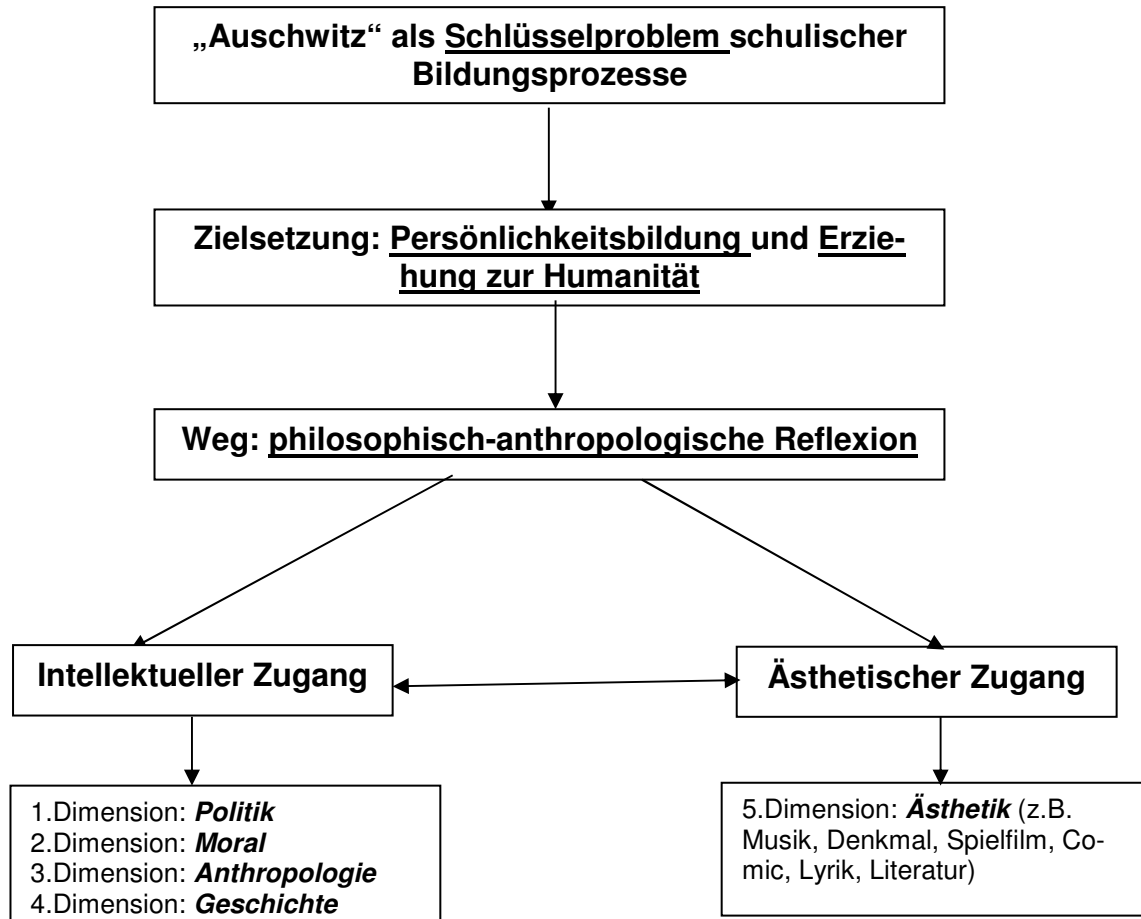 „Auschwitz“ als Schlüsselproblem schulischer
Bildungsprozesse
Zielsetzung: Persönlichkeitsbildung und Erzie-
hung zur Humanität
Weg: philosophisch-anthropologische Reflexion
Intellektueller Zugang
Ästhetischer Zugang
1.Dimension: Politik
2.Dimension: Moral
3.Dimension: Anthropologie
4.Dimension: Geschichte
5.Dimension: Ästhetik (z.B.
Musik, Denkmal, Spielfilm, Co-
mic, Lyrik, Literatur)